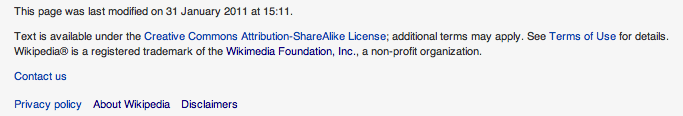 This page was last modified on 31 January 2011 at 15:11.
Text is available under the Creative Commons Attribution-ShareAlike License; additional terms may apply. See Terms of Use for details.
Wikipedia® is a registered trademark of the Wikimedia Foundation, Inc., a non-profit organization.
Contact us
Privacy policy About Wikipedia Disclaimers